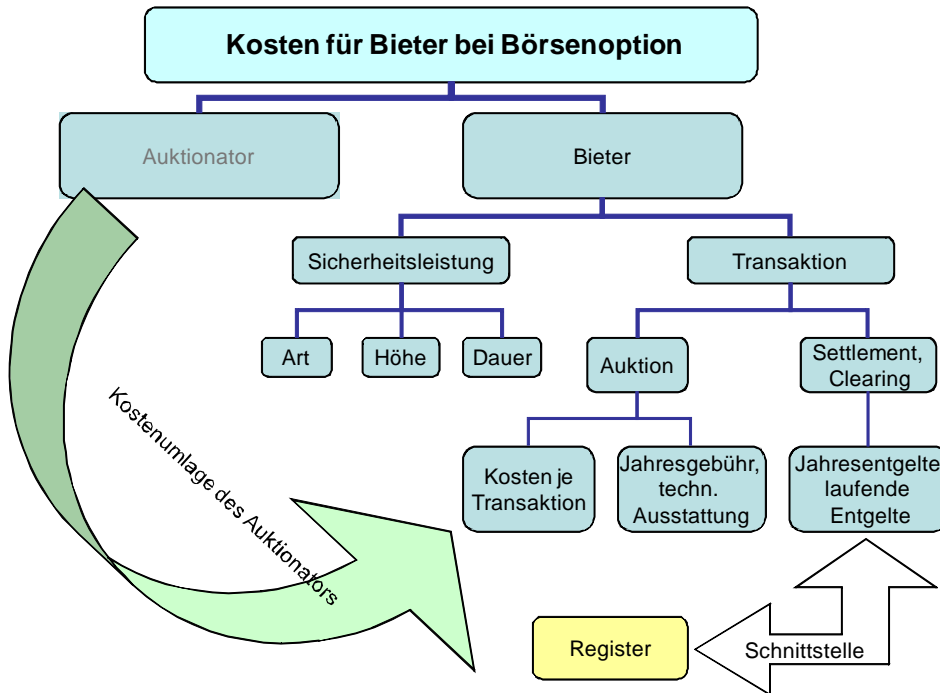 Kosten für Bieter bei Börsenoption
Auktionator
Bieter
Sicherheitsleistung
Transaktion
Art
Höhe
Dauer
Auktion
Settlement,
Clearing
Kosten je
Transaktion
Jahresgebühr,
techn.
Ausstattung
Jahresentgelte
laufende
Entgelte
Kostenumlage des Auktionators
Register
Schnittstelle